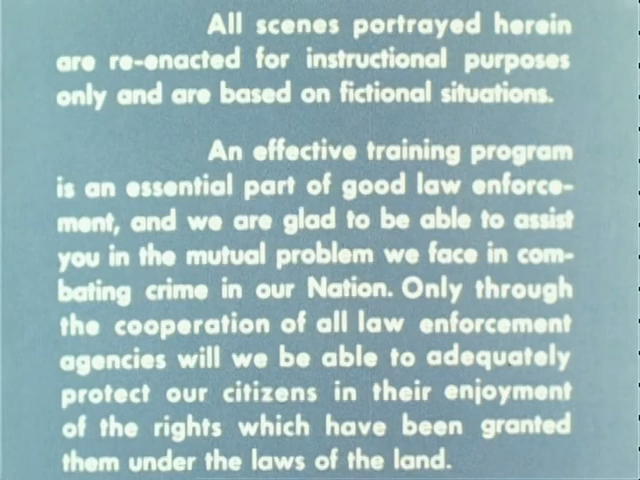 All scenes portrayed herein
are re-enacted for instructional purposes
only and are based on fictional situations.
An effective training program
is an essential part of good law enforce-
ment, and we are glad to be able to assist
you in the mutual problem we face in com-
bating crime in our Nation. Only through
the cooperation of all law enforcement
agencies will we be able to adequately
protect our citizens in their enjoyment
of the rights which have been granted
them under the laws of the land.